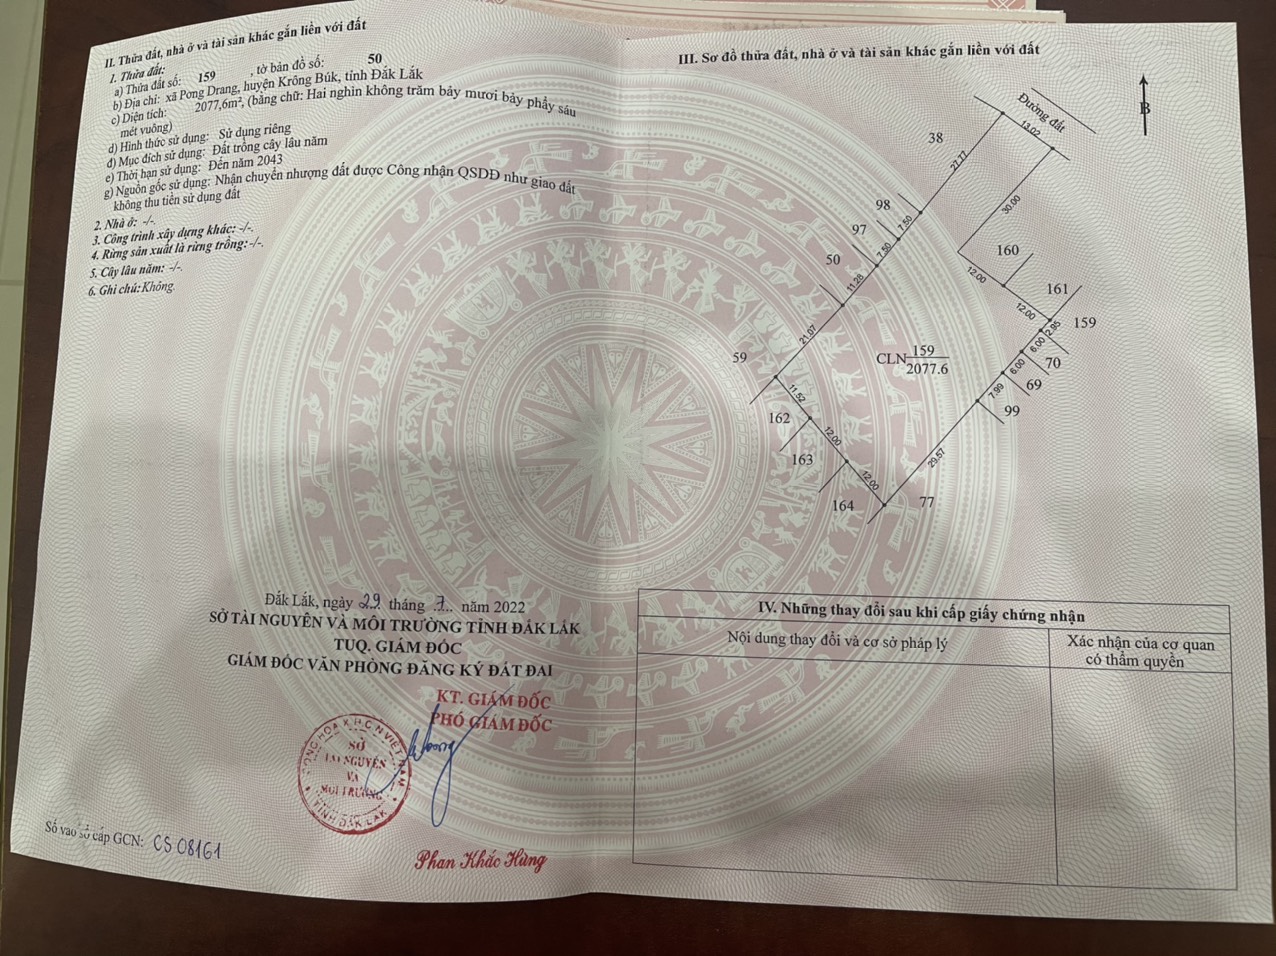 II. Thửa đất, nhà ở và tài sản khác gắn liền với đất
1. Thửa đất:
a) Thửa đất số: 159 , tờ bản đồ số: 50
b) Địa chỉ: xã Pơng Drang, huyện Krông Búk, tỉnh Đắk Lắk
c) Diện tích: 2077,6m², (bằng chữ: Hai nghìn không trăm bảy mươi bảy phẩy sáu
mét vuông)
d) Hình thức sử dụng: Sử dụng riêng
đ) Mục đích sử dụng: Đất trồng cây lâu năm
e) Thời hạn sử dụng: Đến năm 2043
g) Nguồn gốc sử dụng: Nhận chuyển nhượng đất được Công nhận QSDĐ như giao đất
không thu tiền sử dụng đất
2. Nhà ở: -/-.
3. Công trình xây dựng khác: -/-.
4. Rừng sản xuất là rừng trồng: -/-.
5. Cây lâu năm: -/-.
6. Ghi chú: Không.
Đắk Lắk, ngày 29 tháng 7 năm 2022
SỞ TÀI NGUYÊN VÀ MÔI TRƯỜNG TỈNH ĐẮK LẮK
TUQ. GIÁM ĐỐC
GIÁM ĐỐC VĂN PHÒNG ĐĂNG KÝ ĐẤT ĐAI
KT. GIÁM ĐỐC
PHÓ GIÁM ĐỐC
SỞ
TÀI NGUYÊN
VÀ
MÔI TRƯỜNG
TỈNH ĐẮK LẮK
Phan Khắc Hùng
Số vào sổ cấp GCN: CS 08161
III. Sơ đồ thửa đất, nhà ở và tài sản khác gắn liền với đất
B
Đường đất
13.02
38
27.77
98
7.50
30.00
97
7.50
160
50
11.28
12.00
161
12.00
21.07
2.95
159
59
CLN 159
2077.6
6.00
70
6.00
69
11.52
7.99
99
162
12.00
163
29.57
12.00
164
77
IV. Những thay đổi sau khi cấp giấy chứng nhận
Nội dung thay đổi và cơ sở pháp lý
Xác nhận của cơ quan
có thẩm quyền